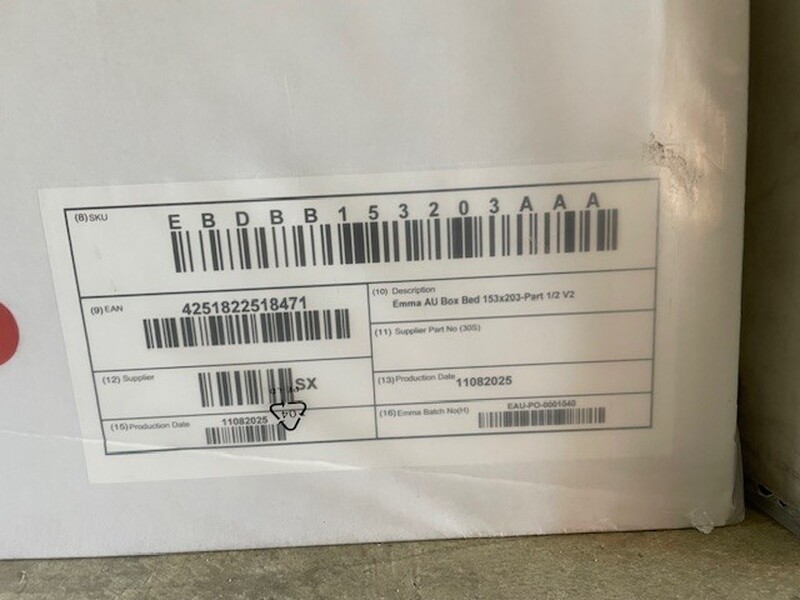 (8) SKU
EBDBB153203AAA
(9) EAN
4251822518471
(10) Description
Emma AU Box Bed 153x203-Part 1/2 V2
(11) Supplier Part No (30S)
(12) Supplier
SX
(13) Production Date 11082025
(15) Production Date
11082025
04
(16) Emma Batch No(H)
EAU-PO-0001040